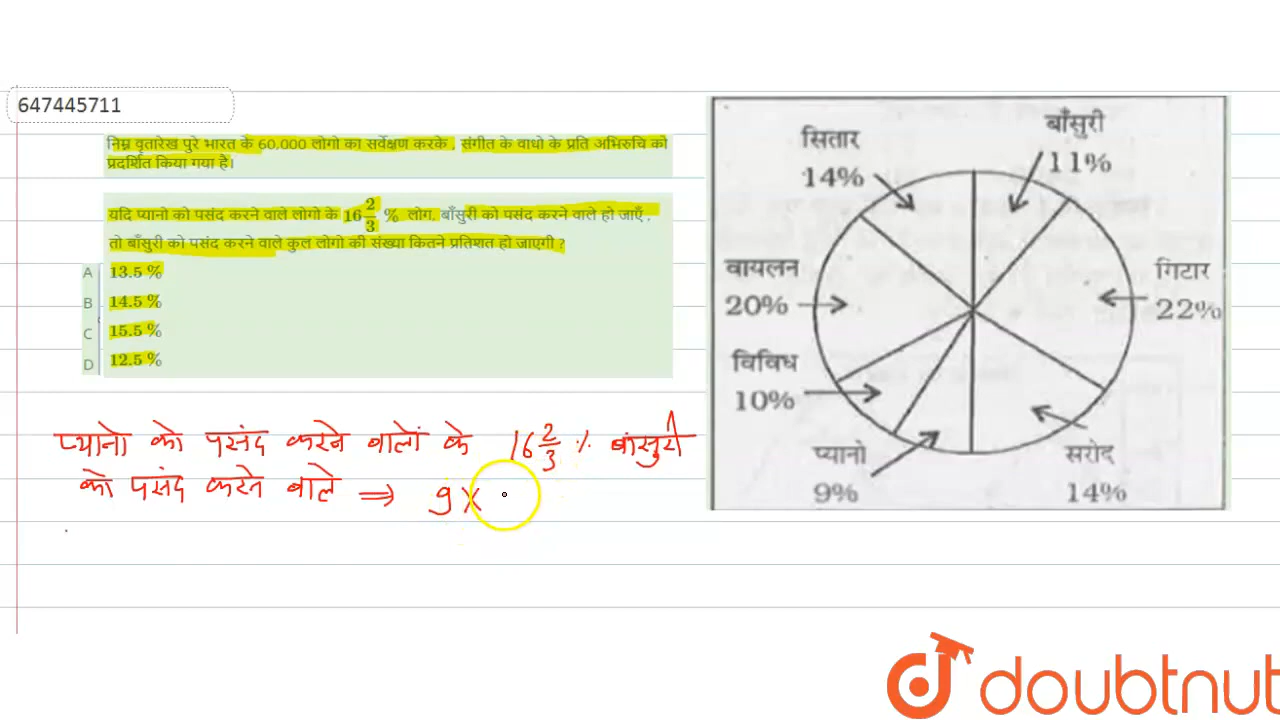 647445711
निम्न वृतारेख पुरे भारत के 60,000 लोगो का सर्वेक्षण करके , संगीत के वाधो के प्रति अभिरुचि को
प्रदर्शित किया गया है।
यदि प्यानो को पसंद करने वाले लोगो के 16 2/3 % लोग, बाँसुरी को पसंद करने वाले हो जाएँ ,
तो बाँसुरी को पसंद करने वाले कुल लोगो की संख्या कितने प्रतिशत हो जाएगी ?
A 13.5 %
B 14.5 %
C 15.5 %
D 12.5 %
प्यानो को पसंद करने वालों के 16 2/3 % बांसुरी
को पसंद करने वाले ⇒ 9 X
बाँसुरी
11%
सितार
14%
वायलन
20%
गिटार
22%
विविध
10%
प्यानो
9%
सरोद
14%
doubtnut